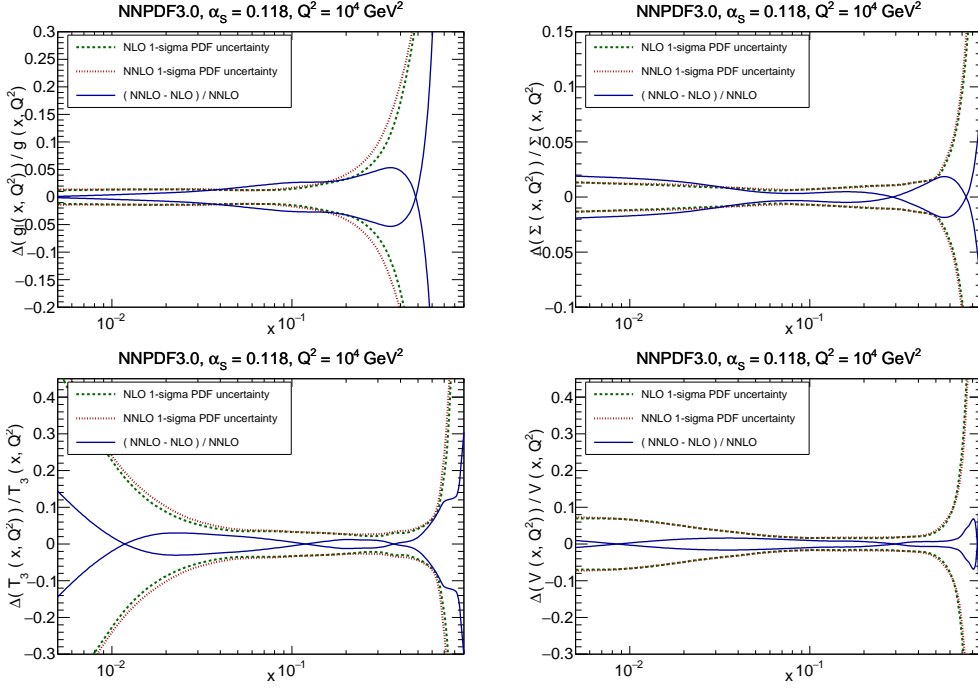 NNPDF3.0, α_S = 0.118, Q² = 10⁴ GeV²
NLO 1-sigma PDF uncertainty
NNLO 1-sigma PDF uncertainty
( NNLO - NLO ) / NNLO
Δ( g( x, Q²) ) / g ( x, Q²)
0.3
0.25
0.2
0.15
0.1
0.05
0
−0.05
−0.1
−0.15
−0.2
10⁻²
10⁻¹
x
NNPDF3.0, α_S = 0.118, Q² = 10⁴ GeV²
NLO 1-sigma PDF uncertainty
NNLO 1-sigma PDF uncertainty
( NNLO - NLO ) / NNLO
Δ( Σ ( x, Q²) ) / Σ ( x, Q²)
0.15
0.1
0.05
0
−0.05
−0.1
10⁻²
10⁻¹
x
NNPDF3.0, α_S = 0.118, Q² = 10⁴ GeV²
NLO 1-sigma PDF uncertainty
NNLO 1-sigma PDF uncertainty
( NNLO - NLO ) / NNLO
Δ( T₃ ( x, Q²) ) / T₃ ( x, Q²)
0.4
0.3
0.2
0.1
0
−0.1
−0.2
−0.3
10⁻²
10⁻¹
x
NNPDF3.0, α_S = 0.118, Q² = 10⁴ GeV²
NLO 1-sigma PDF uncertainty
NNLO 1-sigma PDF uncertainty
( NNLO - NLO ) / NNLO
Δ( V ( x, Q²) ) / V ( x, Q²)
0.4
0.3
0.2
0.1
0
−0.1
−0.2
−0.3
10⁻²
10⁻¹
x